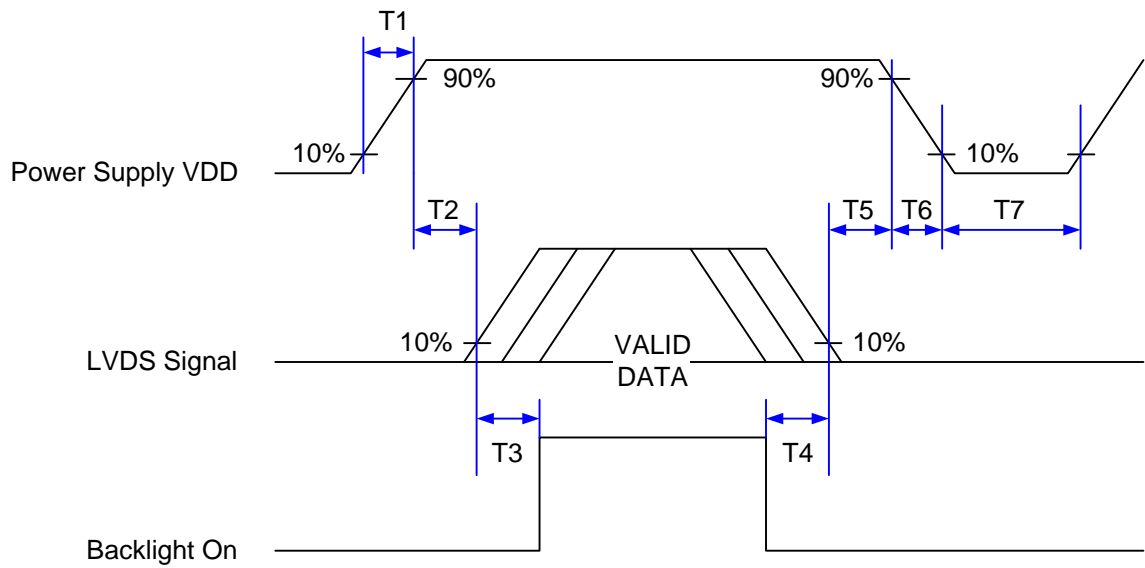 T1
90%
90%
10%
10%
Power Supply VDD
T2
T5
T6
T7
10%
VALID
DATA
10%
LVDS Signal
T3
T4
Backlight On